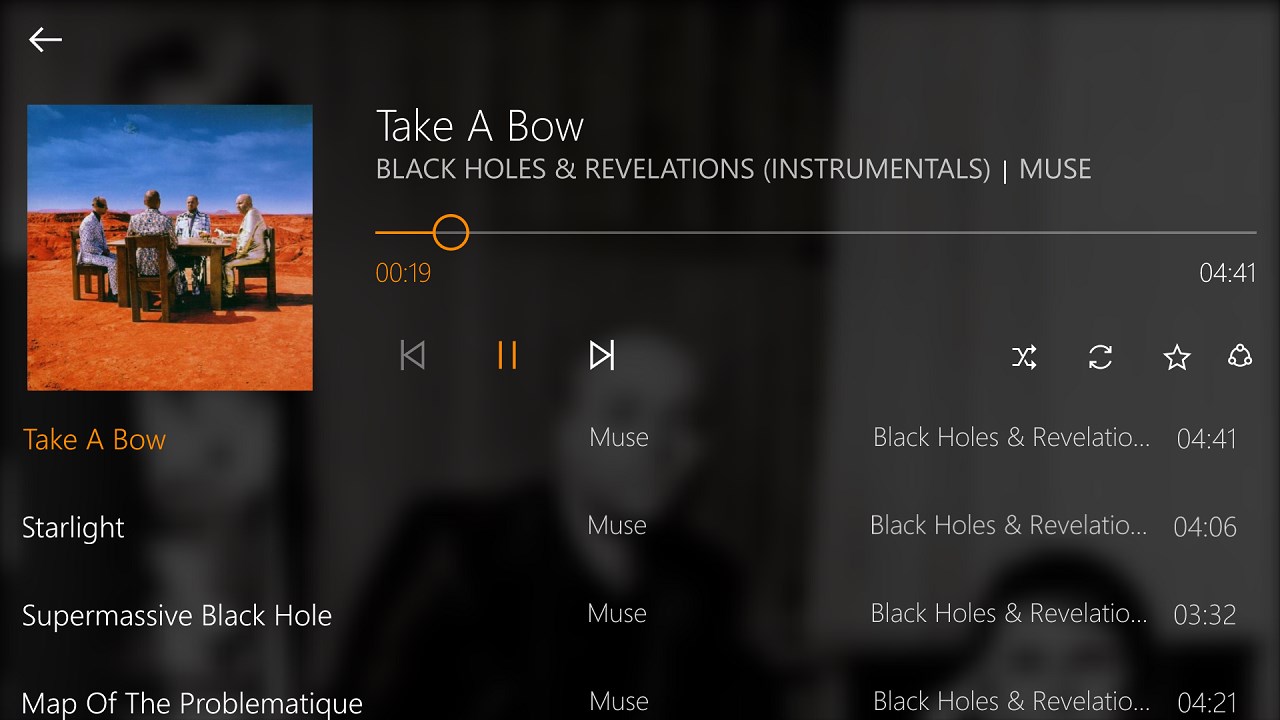 Take A Bow
BLACK HOLES & REVELATIONS (INSTRUMENTALS) | MUSE
00:19 04:41
Take A Bow Muse Black Holes & Revelatio... 04:41
Starlight Muse Black Holes & Revelatio... 04:06
Supermassive Black Hole Muse Black Holes & Revelatio... 03:32
Map Of The Problematique Muse Black Holes & Revelatio... 04:21